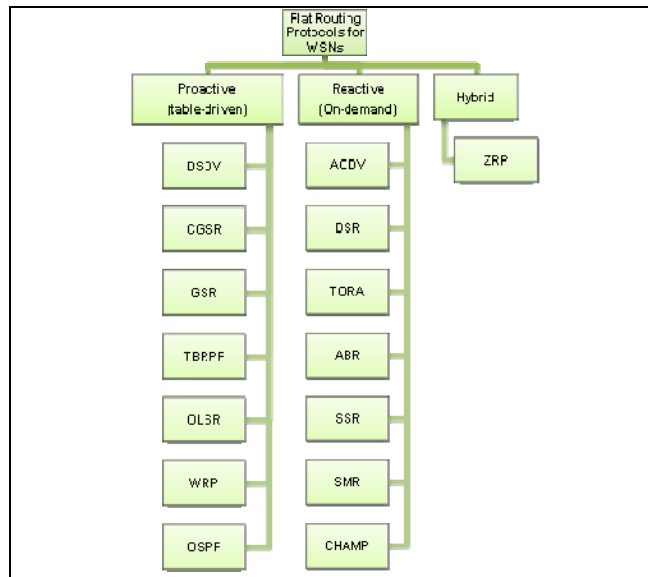 Flat Routing
Protocols for
WSNs
Proactive
(table-driven)
Reactive
(On-demand)
Hybrid
DSDV
CGSR
GSR
TBRPF
OLSR
WRP
OSPF
AODV
DSR
TORA
ABR
SSR
SMR
CHAMP
ZRP